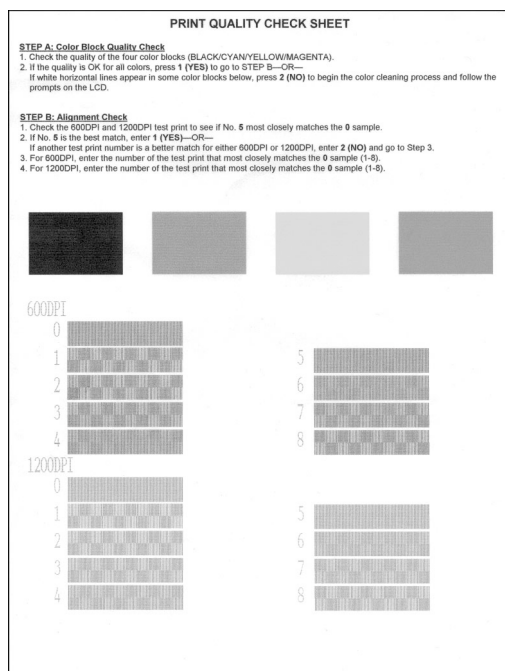 PRINT QUALITY CHECK SHEET
STEP A: Color Block Quality Check
1. Check the quality of the four color blocks (BLACK/CYAN/YELLOW/MAGENTA).
2. If the quality is OK for all colors, press 1 (YES) to go to STEP B—OR—
If white horizontal lines appear in some color blocks below, press 2 (NO) to begin the color cleaning process and follow the
prompts on the LCD.
STEP B: Alignment Check
1. Check the 600DPI and 1200DPI test print to see if No. 5 most closely matches the 0 sample.
2. If No. 5 is the best match, enter 1 (YES)—OR—
If another test print number is a better match for either 600DPI or 1200DPI, enter 2 (NO) and go to Step 3.
3. For 600DPI, enter the number of the test print that most closely matches the 0 sample (1-8).
4. For 1200DPI, enter the number of the test print that most closely matches the 0 sample (1-8).
600DPI
0
1
2
3
4
5
6
7
8
1200DPI
0
1
2
3
4
5
6
7
8